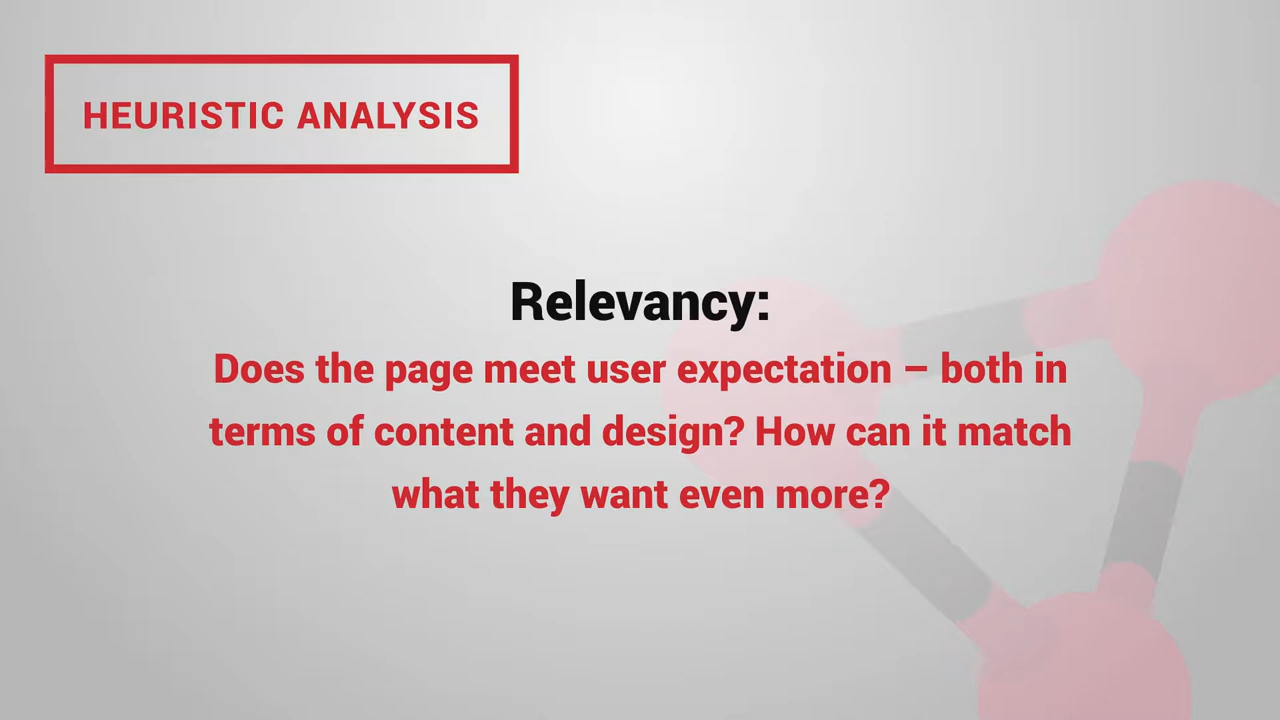 HEURISTIC ANALYSIS
Relevancy:
Does the page meet user expectation – both in
terms of content and design? How can it match
what they want even more?